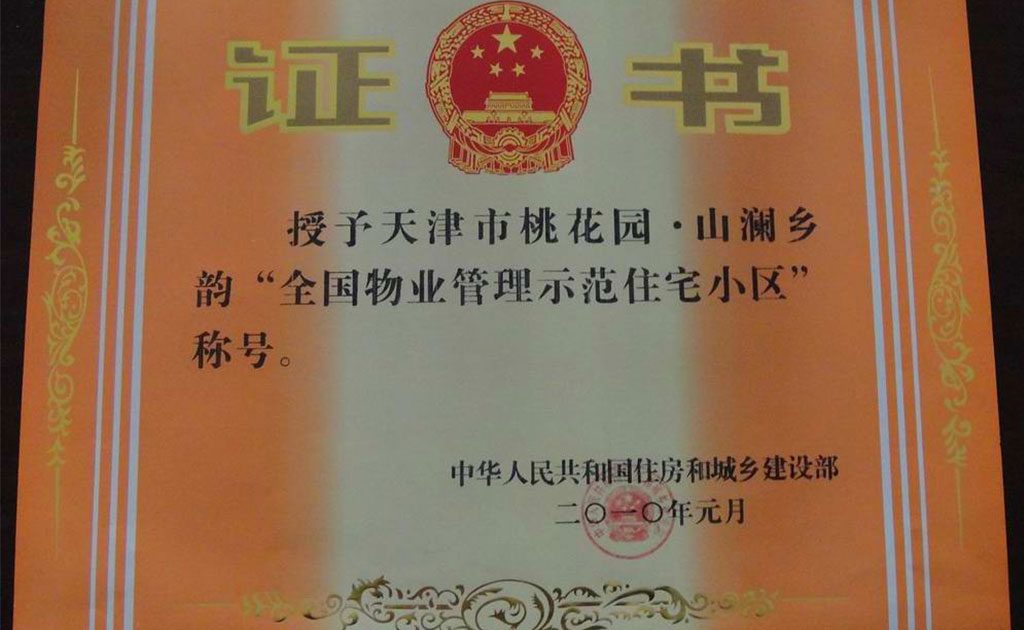 证书
授予天津市桃花园·山澜乡
韵“全国物业管理示范住宅小区”
称号。
中华人民共和国住房和城乡建设部
二〇一〇年元月